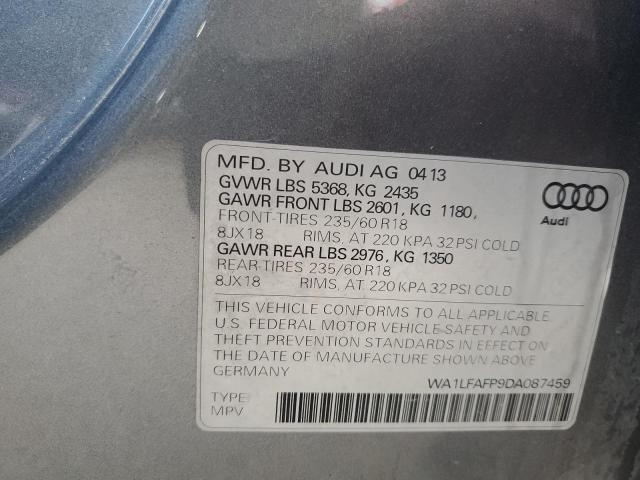 MFD. BY AUDI AG 04 13
GVWR LBS 5368, KG 2435
GAWR FRONT LBS 2601, KG 1180,
FRONT-TIRES 235/60 R18
8JX18 RIMS, AT 220 KPA 32 PSI COLD
GAWR REAR LBS 2976, KG 1350
REAR-TIRES 235/60 R18
8JX18 RIMS, AT 220 KPA 32 PSI COLD
Audi
THIS VEHICLE CONFORMS TO ALL APPLICABLE
U.S. FEDERAL MOTOR VEHICLE SAFETY AND
THEFT PREVENTION STANDARDS IN EFFECT ON
THE DATE OF MANUFACTURE SHOWN ABOVE
GERMANY
WA1LFAFP9DA087459
TYPE:
MPV